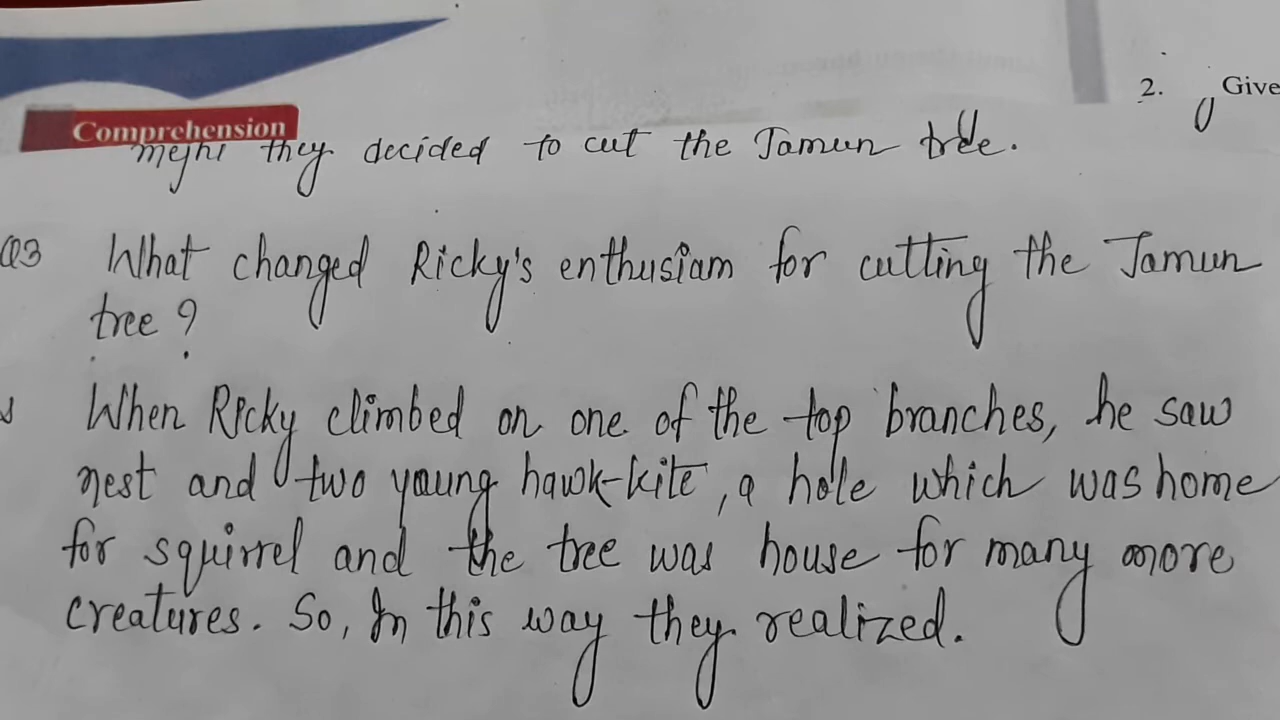 2. Give
Comprehension
they decided to cut the Jamun tree.
Q3 What changed Ricky's enthusiam for cutting the Jamun
tree ?
When Ricky climbed on one of the top branches, he saw
nest and two young hawk-kite, a hole which was home
for squirrel and the tree was house for many more
creatures. So, In this way they realized.